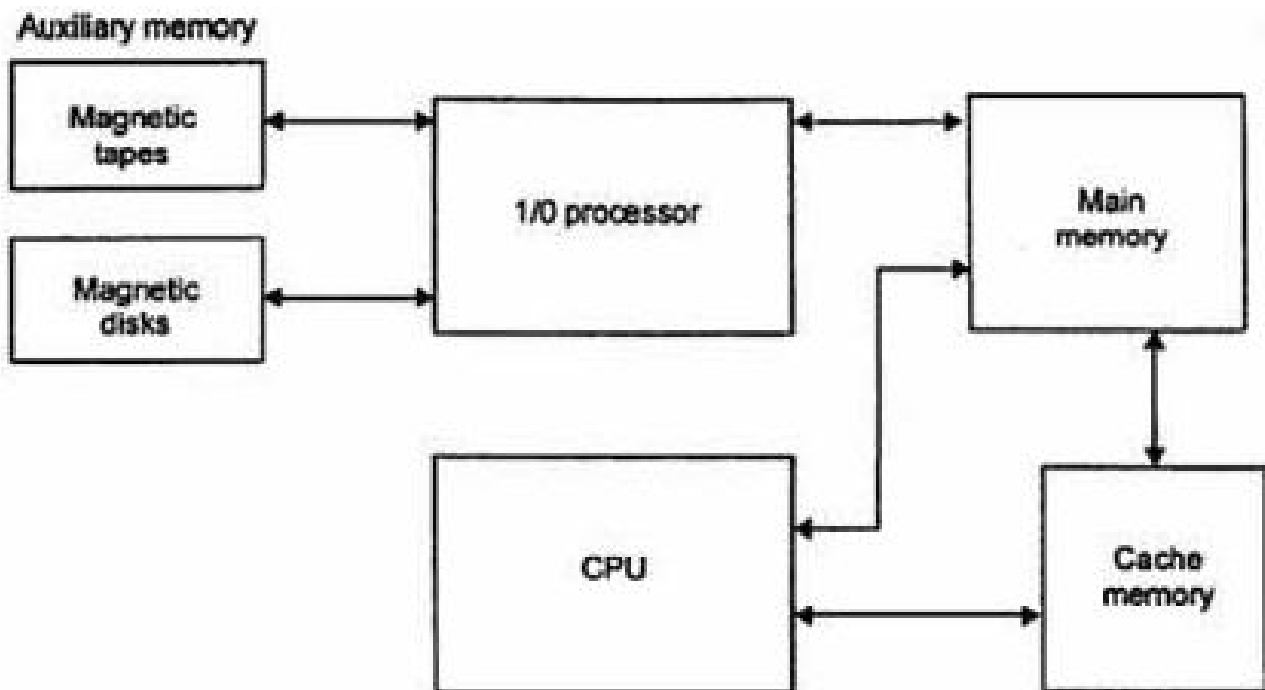 Auxiliary memory
Magnetic
tapes
1/0 processor
Main
memory
Magnetic
disks
CPU
Cache
memory